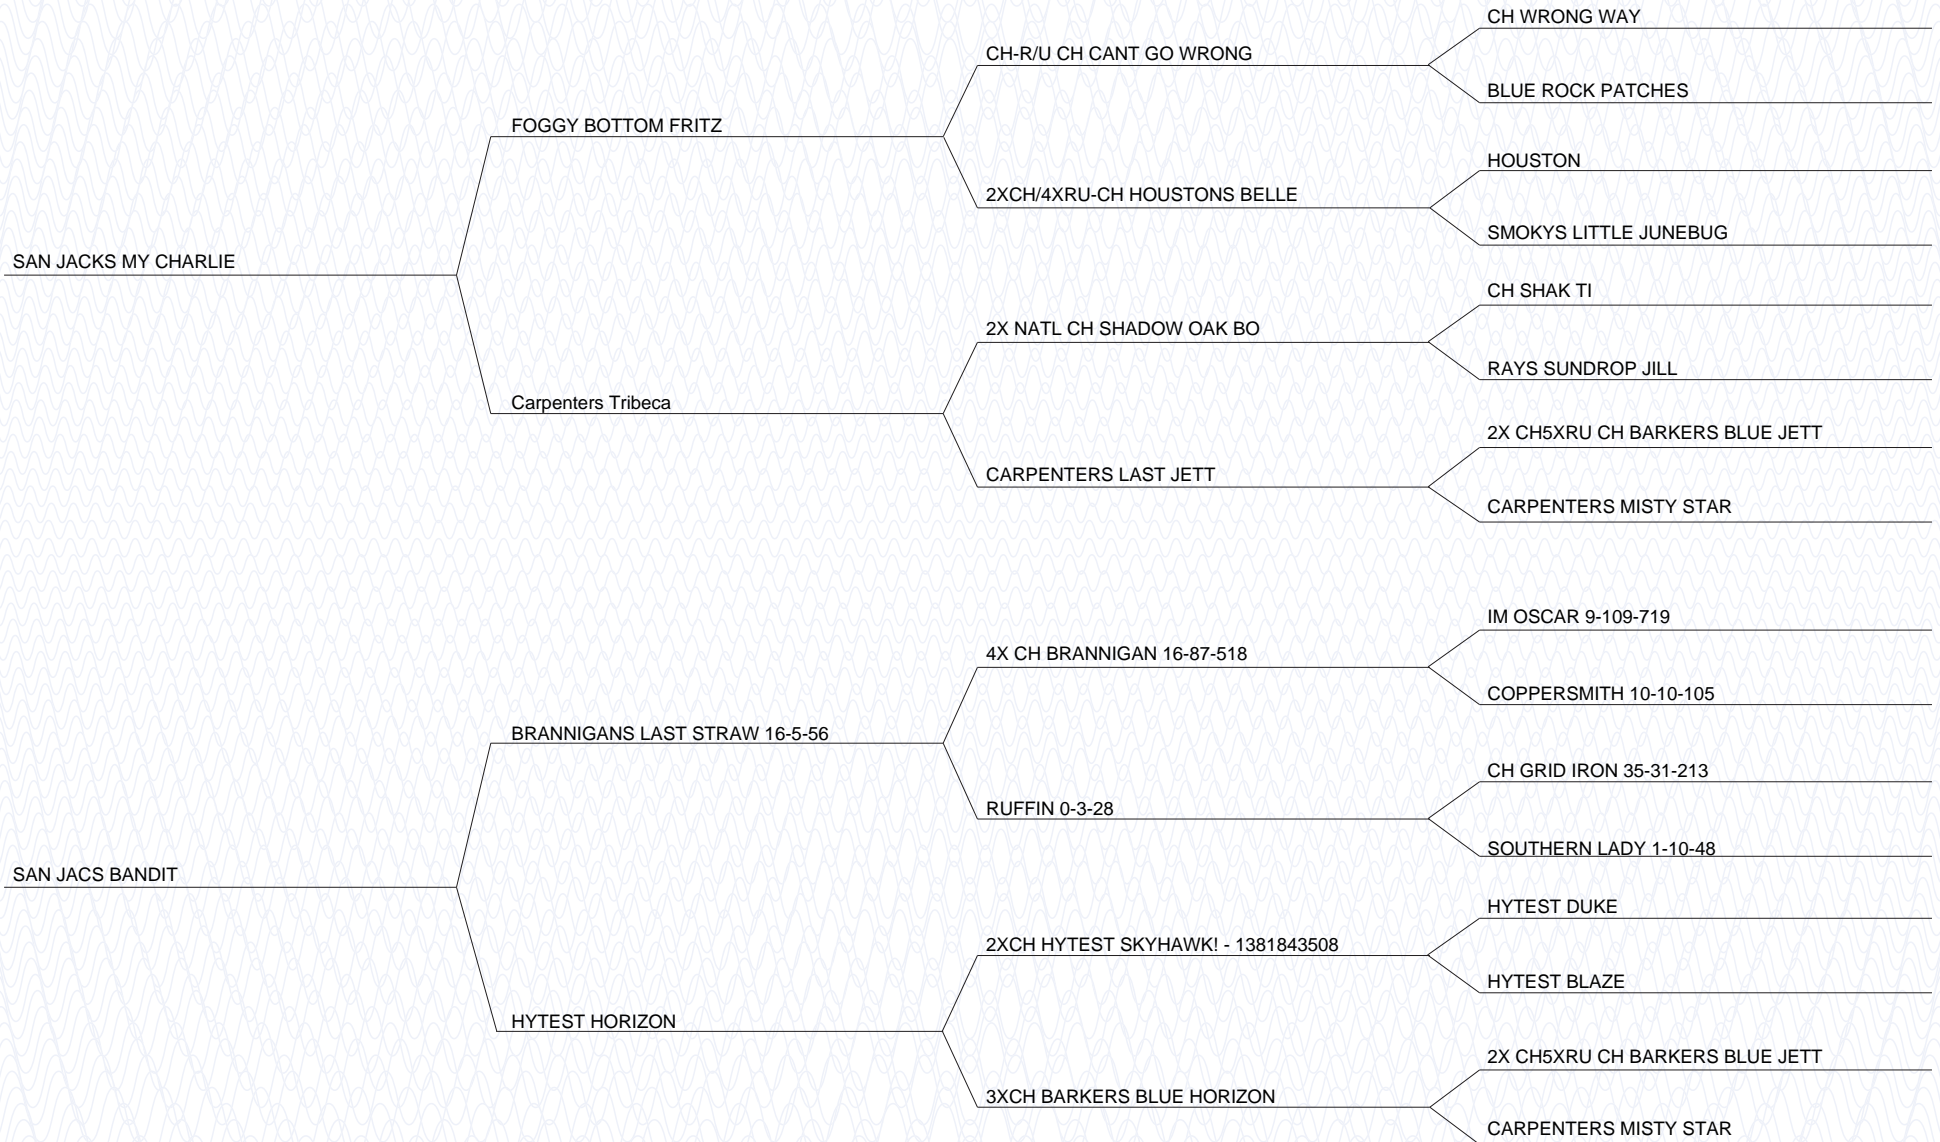 CH WRONG WAY
CH-R/U CH CANT GO WRONG
BLUE ROCK PATCHES
FOGGY BOTTOM FRITZ
HOUSTON
2XCH/4XRU-CH HOUSTONS BELLE
SMOKYS LITTLE JUNEBUG
SAN JACKS MY CHARLIE
CH SHAK TI
2X NATL CH SHADOW OAK BO
RAYS SUNDROP JILL
Carpenters Tribeca
2X CH5XRU CH BARKERS BLUE JETT
CARPENTERS LAST JETT
CARPENTERS MISTY STAR
IM OSCAR 9-109-719
4X CH BRANNIGAN 16-87-518
COPPERSMITH 10-10-105
BRANNIGANS LAST STRAW 16-5-56
CH GRID IRON 35-31-213
RUFFIN 0-3-28
SOUTHERN LADY 1-10-48
SAN JACS BANDIT
HYTEST DUKE
2XCH HYTEST SKYHAWK! - 1381843508
HYTEST BLAZE
HYTEST HORIZON
2X CH5XRU CH BARKERS BLUE JETT
3XCH BARKERS BLUE HORIZON
CARPENTERS MISTY STAR